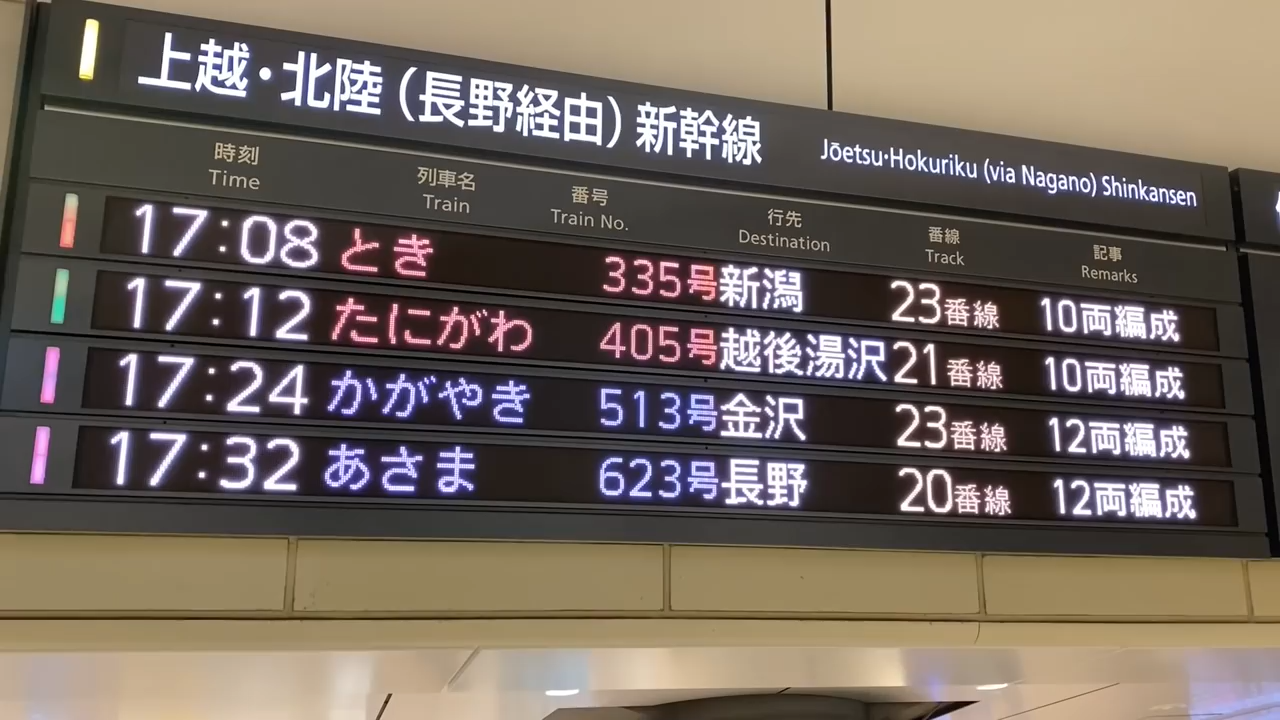 上越・北陸(長野経由)新幹線 Jōetsu·Hokuriku (via Nagano) Shinkansen
時刻 列車名 番号 行先 番線 記事
Time Train Train No. Destination Track Remarks
17:08 とき 335号 新潟 23番線 10両編成
17:12 たにがわ 405号 越後湯沢 21番線 10両編成
17:24 かがやき 513号 金沢 23番線 12両編成
17:32 あさま 623号 長野 20番線 12両編成